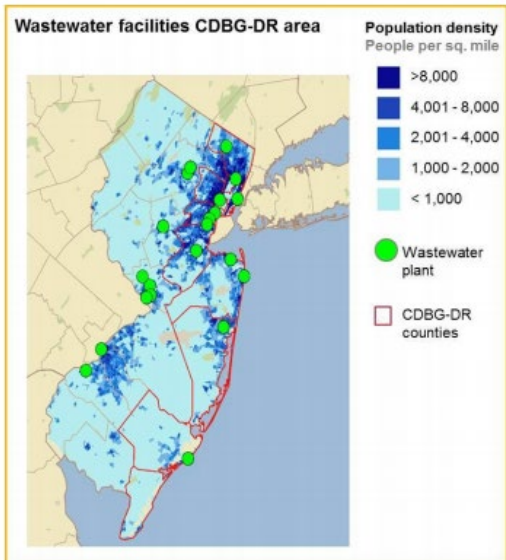 Wastewater facilities CDBG-DR area
Population density
People per sq. mile
>8,000
4,001 - 8,000
2,001 - 4,000
1,000 - 2,000
< 1,000
Wastewater
plant
CDBG-DR
counties